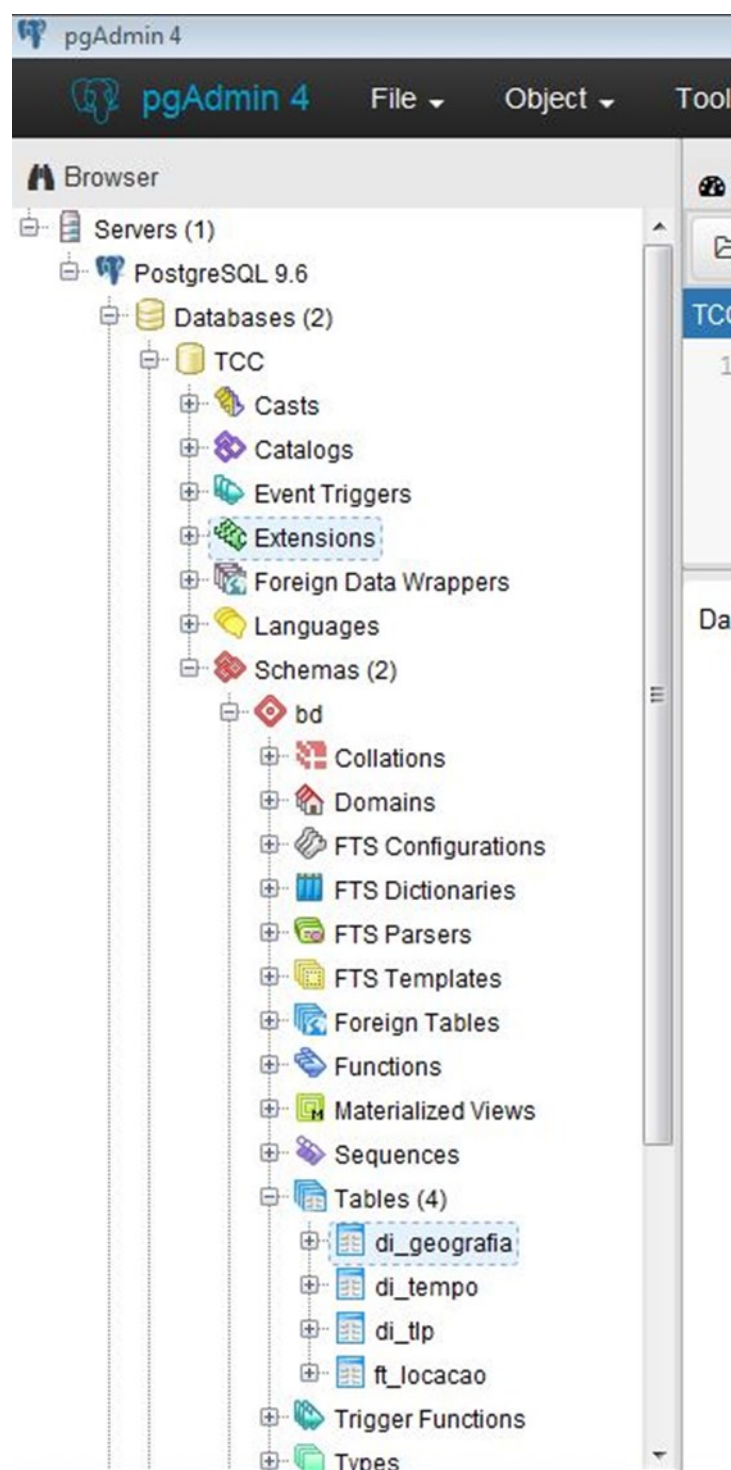 pgAdmin 4
pgAdmin 4 File Object Tool
Browser
Servers (1)
PostgreSQL 9.6
Databases (2)
TCC
TCC
1
Casts
Catalogs
Event Triggers
Extensions
Foreign Data Wrappers
Da
Languages
Schemas (2)
bd
Collations
Domains
FTS Configurations
FTS Dictionaries
FTS Parsers
FTS Templates
Foreign Tables
Functions
Materialized Views
Sequences
Tables (4)
di_geografia
di_tempo
di_tlp
ft_locacao
Trigger Functions
Types